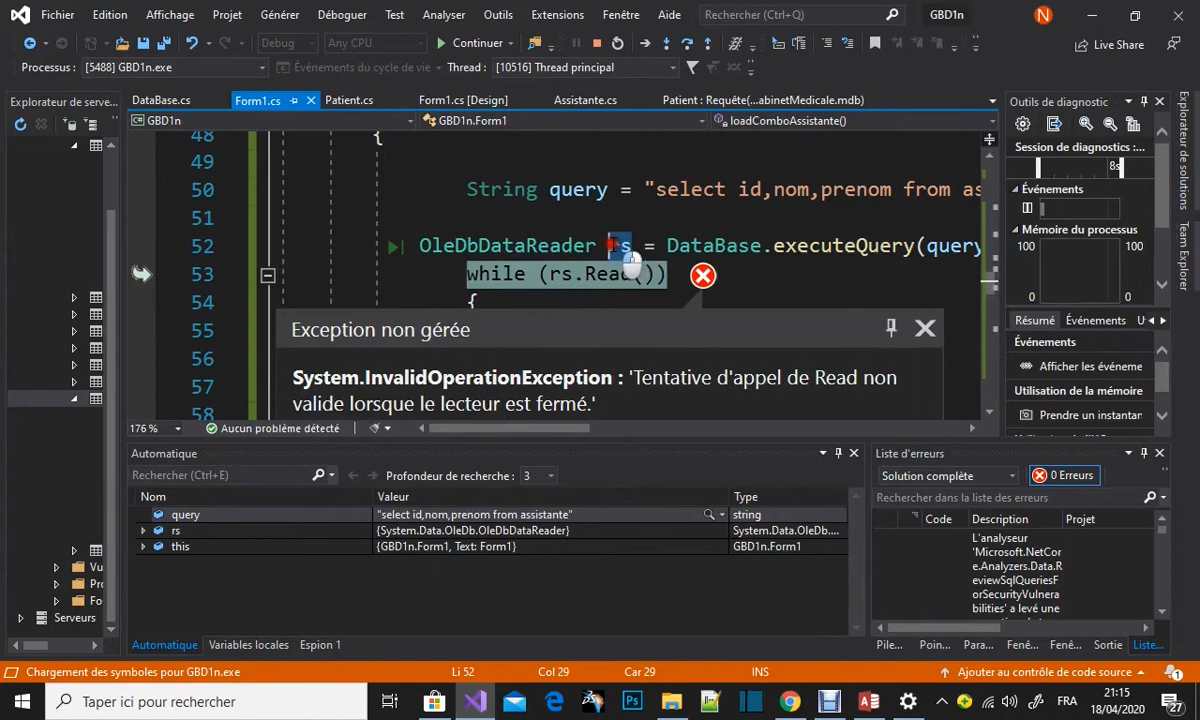 Fichier Edition Affichage Projet Générer Déboguer Test Analyser Outils Extensions Fenêtre Aide Rechercher (Ctrl+Q) GBD1n N
Debug Any CPU Continuer Live Share
Processus : [5488] GBD1n.exe Événements du cycle de vie Thread : [10516] Thread principal
Explorateur de serve...
DataBase.cs Form1.cs Patient.cs Form1.cs [Design] Assistante.cs Patient : Requête(...abinetMedicale.mdb)
GBD1n GBD1n.Form1 loadComboAssistante()
48 {
49
50 String query = "select id,nom,prenom from as
51
52 OleDbDataReader rs = DataBase.executeQuery(query
53 while (rs.Read())
54 {
55
56
57
58
Exception non gérée
System.InvalidOperationException : 'Tentative d'appel de Read non
valide lorsque le lecteur est fermé.'
176 % Aucun problème détecté
Outils de diagnostic
Session de diagnostics :...
8s
Événements
Mémoire du processus
100 100
0 0
Résumé Événements U
Événements
Afficher les événeme
Utilisation de la mémoire
Prendre un instantar
Explorateur de solutions
Team Explorer
Vu
Pro
Fo
Serveurs
Automatique
Rechercher (Ctrl+E) Profondeur de recherche : 3
Nom Valeur Type
query "select id,nom,prenom from assistante" string
rs {System.Data.OleDb.OleDbDataReader} System.Data.OleDb....
this {GBD1n.Form1, Text: Form1} GBD1n.Form1
Automatique Variables locales Espion 1
Liste d'erreurs
Solution complète 0 Erreurs
Rechercher dans la liste des erreurs
Code Description Projet
L'analyseur
'Microsoft.NetCor
e.Analyzers.Data.R
eviewSqlQueriesF
orSecurityVulnera
bilities' a levé une
Pile... Poin... Para... Fenê... Fenê... Sortie Liste...
Chargement des symboles pour GBD1n.exe Li 52 Col 29 Car 29 INS Ajouter au contrôle de code source 1
Taper ici pour rechercher FRA 21:15
18/04/2020 27